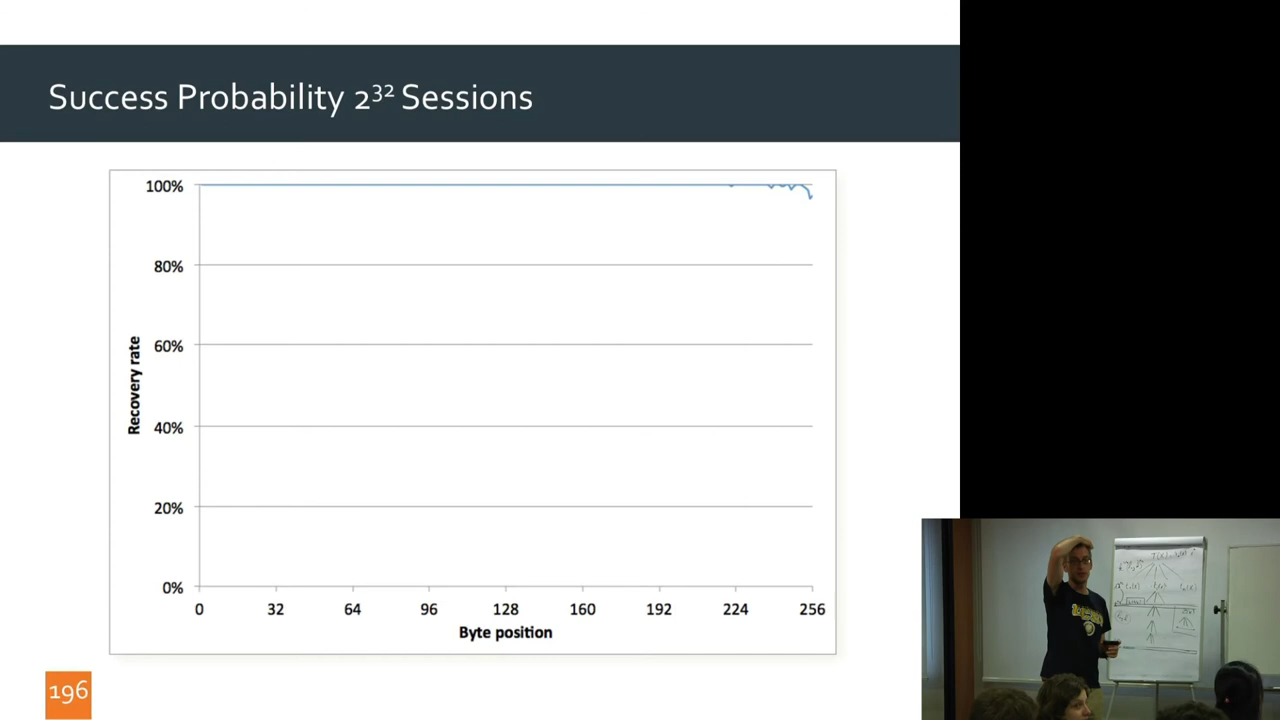 Success Probability 2³² Sessions
100%
80%
60%
40%
20%
0%
Recovery rate
0 32 64 96 128 160 192 224 256
Byte position
196